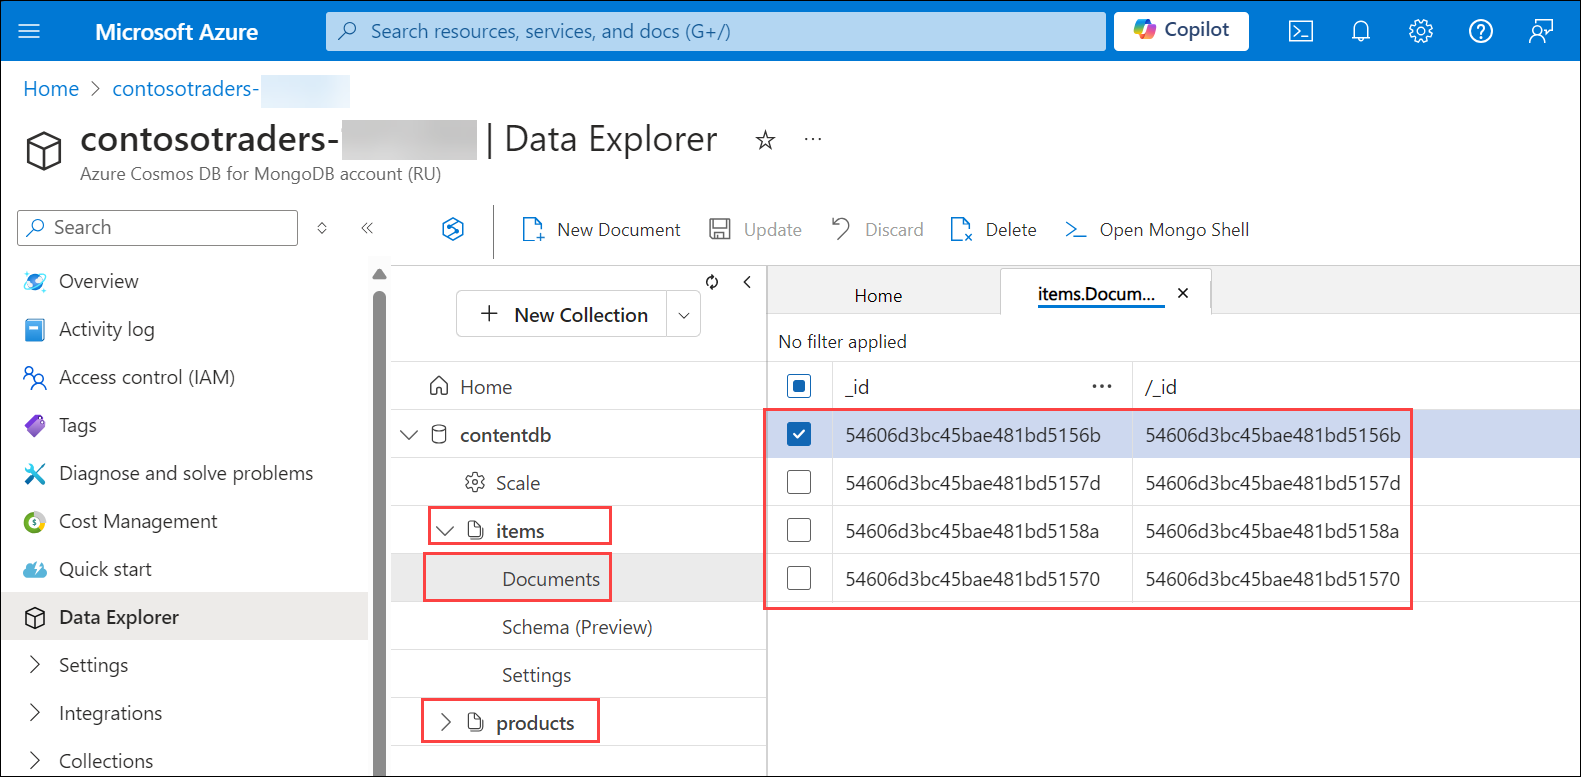 Microsoft Azure
Search resources, services, and docs (G+/)
Copilot
Home > contosotraders-
contosotraders- | Data Explorer
Azure Cosmos DB for MongoDB account (RU)
Search
New Document
Update
Discard
Delete
Open Mongo Shell
Overview
Activity log
Access control (IAM)
Tags
Diagnose and solve problems
Cost Management
Quick start
Data Explorer
Settings
Integrations
Collections
New Collection
Home
contentdb
Scale
items
Documents
Schema (Preview)
Settings
products
Home
items.Docum...
No filter applied
_id /_id
54606d3bc45bae481bd5156b 54606d3bc45bae481bd5156b
54606d3bc45bae481bd5157d 54606d3bc45bae481bd5157d
54606d3bc45bae481bd5158a 54606d3bc45bae481bd5158a
54606d3bc45bae481bd51570 54606d3bc45bae481bd51570